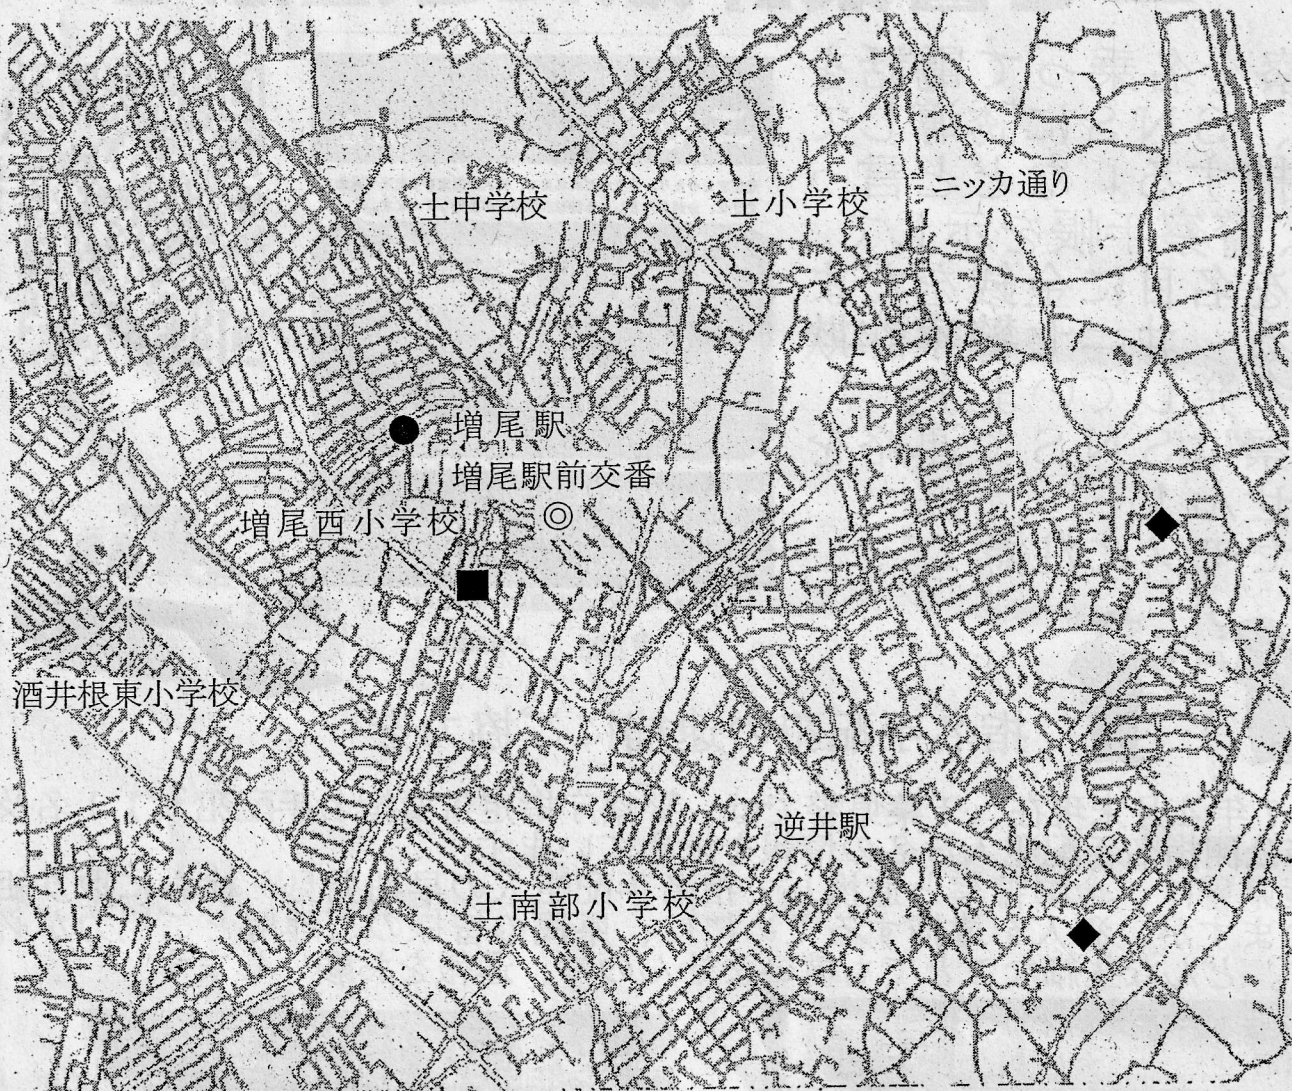 ニッカ通り
土中学校
土小学校
増尾駅
増尾駅前交番
増尾西小学校
酒井根東小学校
逆井駅
土南部小学校